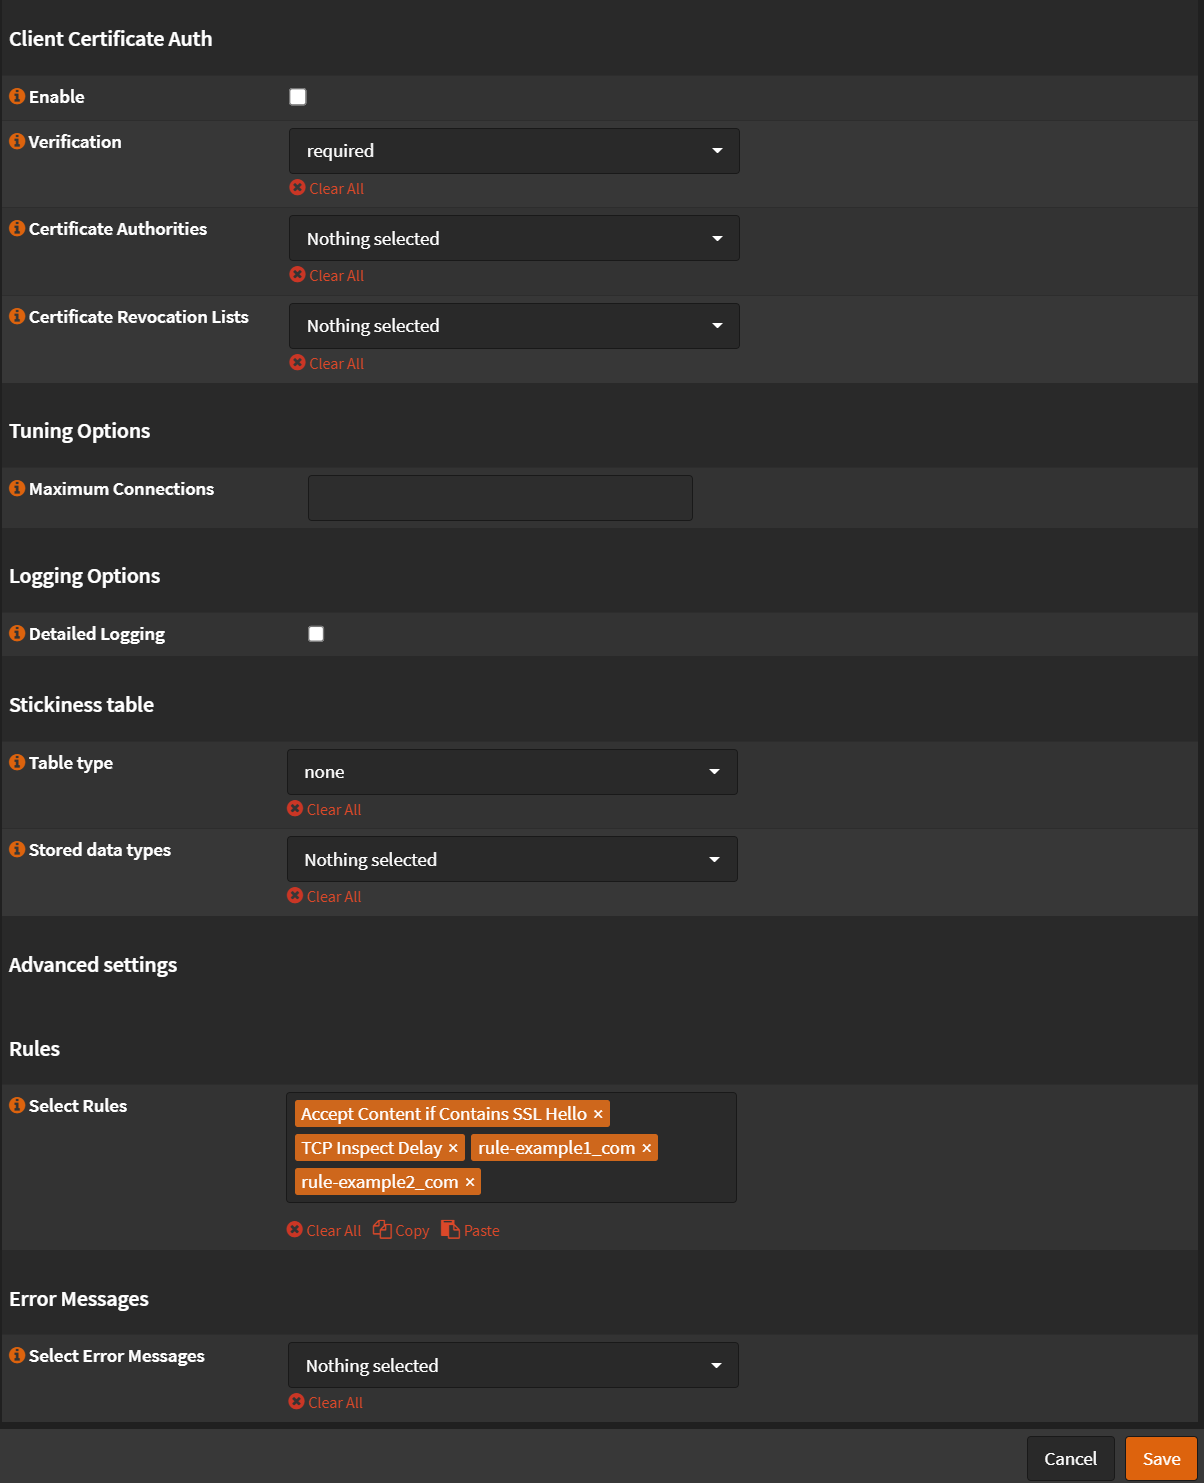 Client Certificate Auth
Enable
Verification
required
Clear All
Certificate Authorities
Nothing selected
Clear All
Certificate Revocation Lists
Nothing selected
Clear All
Tuning Options
Maximum Connections
Logging Options
Detailed Logging
Stickiness table
Table type
none
Clear All
Stored data types
Nothing selected
Clear All
Advanced settings
Rules
Select Rules
Accept Content if Contains SSL Hello ×
TCP Inspect Delay × rule-example1_com ×
rule-example2_com ×
Clear All Copy Paste
Error Messages
Select Error Messages
Nothing selected
Clear All
Cancel Save